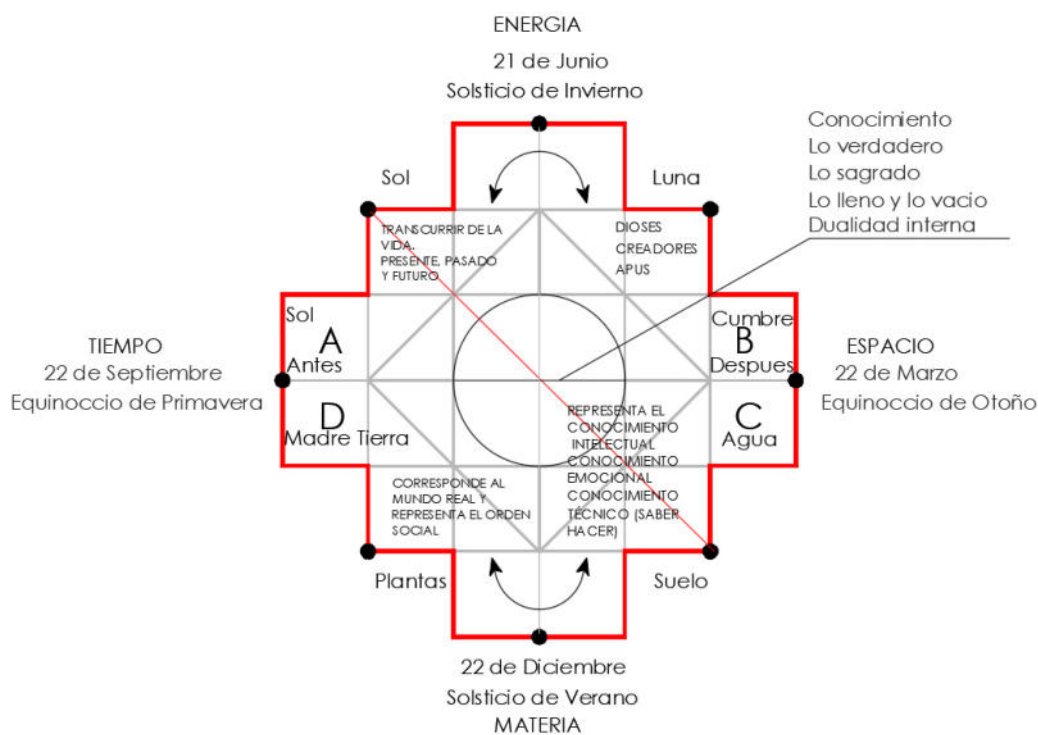 ENERGIA
21 de Junio
Solsticio de Invierno
Conocimiento
Lo verdadero
Lo sagrado
Lo lleno y lo vacio
Dualidad interna
Sol
Luna
TRANSCURRIR DE LA
VIDA.
PRESENTE, PASADO
Y FUTURO
DIOSES
CREADORES
APUS
Sol
A
Antes
Cumbre
B
Despues
TIEMPO
22 de Septiembre
Equinoccio de Primavera
ESPACIO
22 de Marzo
Equinoccio de Otoño
D
Madre Tierra
C
Agua
REPRESENTA EL
CONOCIMIENTO
INTELECTUAL
CONOCIMIENTO
EMOCIONAL
CONOCIMIENTO
TÉCNICO (SABER
HACER)
CORRESPONDE AL
MUNDO REAL Y
REPRESENTA EL ORDEN
SOCIAL
Plantas
Suelo
22 de Diciembre
Solsticio de Verano
MATERIA